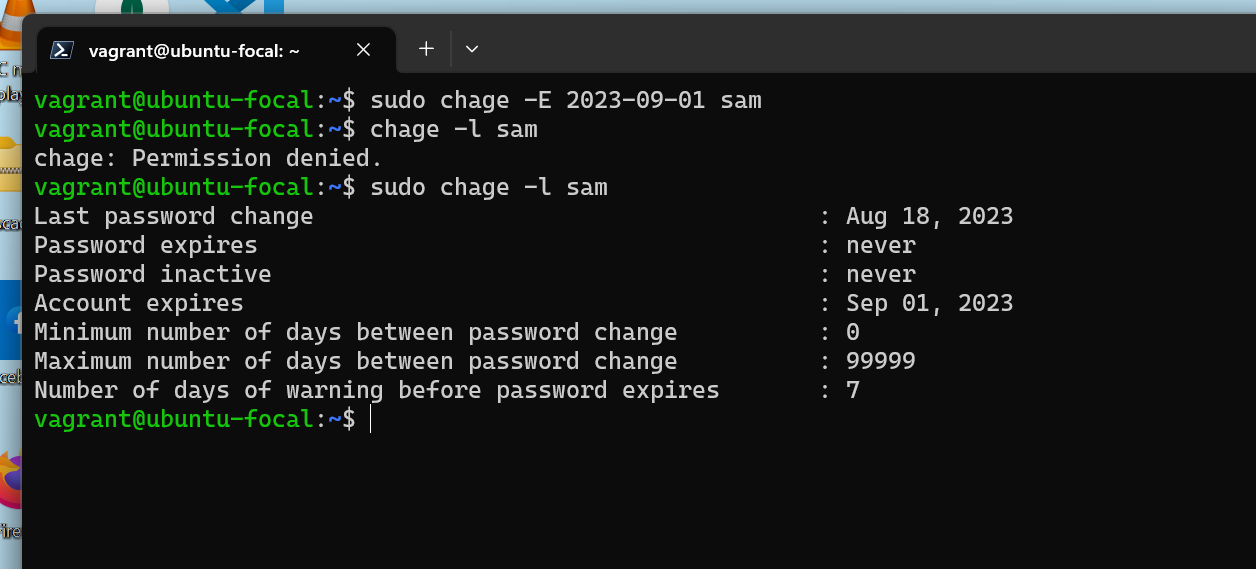 vagrant@ubuntu-focal: ~
vagrant@ubuntu-focal:~$ sudo chage -E 2023-09-01 sam
vagrant@ubuntu-focal:~$ chage -l sam
chage: Permission denied.
vagrant@ubuntu-focal:~$ sudo chage -l sam
Last password change : Aug 18, 2023
Password expires : never
Password inactive : never
Account expires : Sep 01, 2023
Minimum number of days between password change : 0
Maximum number of days between password change : 99999
Number of days of warning before password expires : 7
vagrant@ubuntu-focal:~$